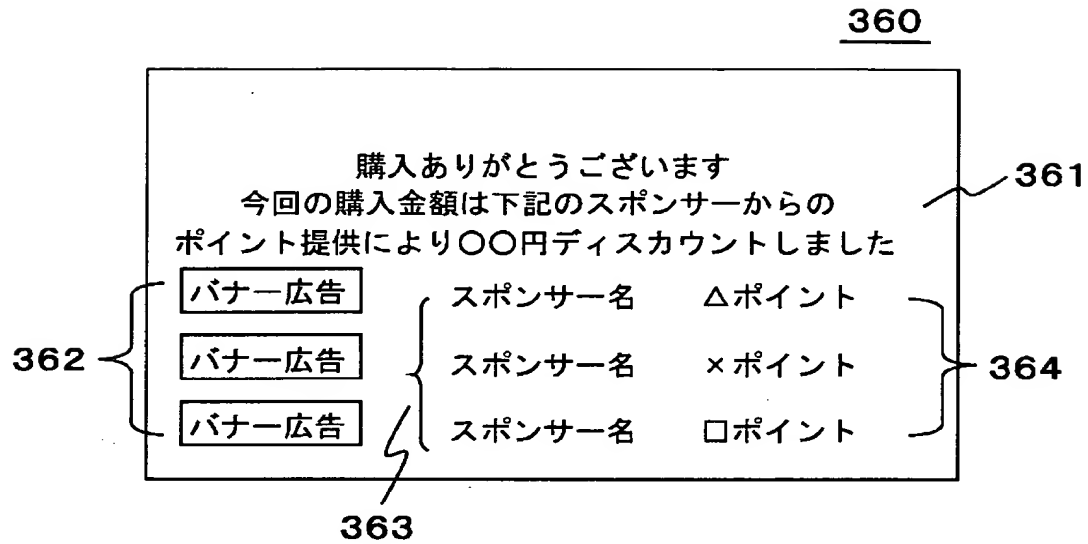 360
購入ありがとうございます
今回の購入金額は下記のスポンサーからの
ポイント提供により〇〇円ディスカウントしました
361
バナー広告 スポンサー名 △ポイント
362 バナー広告 スポンサー名 ×ポイント 364
バナー広告 スポンサー名 □ポイント
363